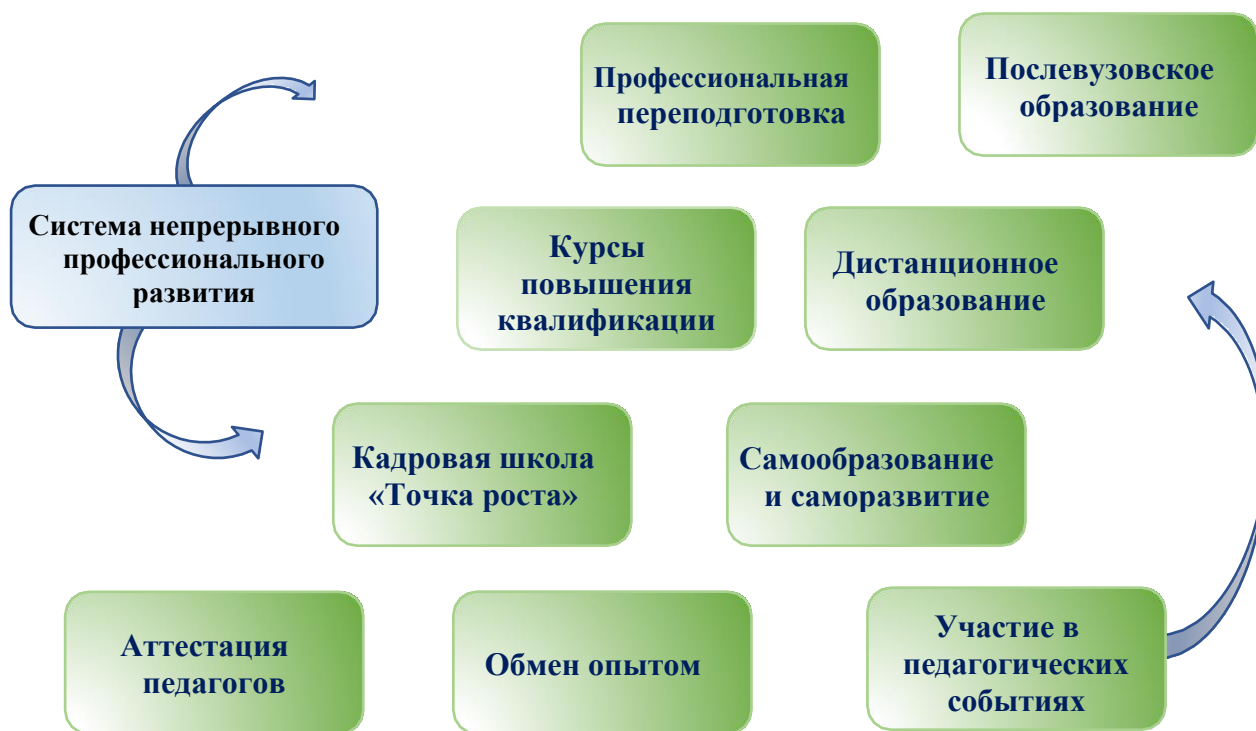 Профессиональная
переподготовка
Послевузовское
образование
Система непрерывного
профессионального
развития
Курсы
повышения
квалификации
Дистанционное
образование
Кадровая школа
«Точка роста»
Самообразование
и саморазвитие
Аттестация
педагогов
Обмен опытом
Участие в
педагогических
событиях